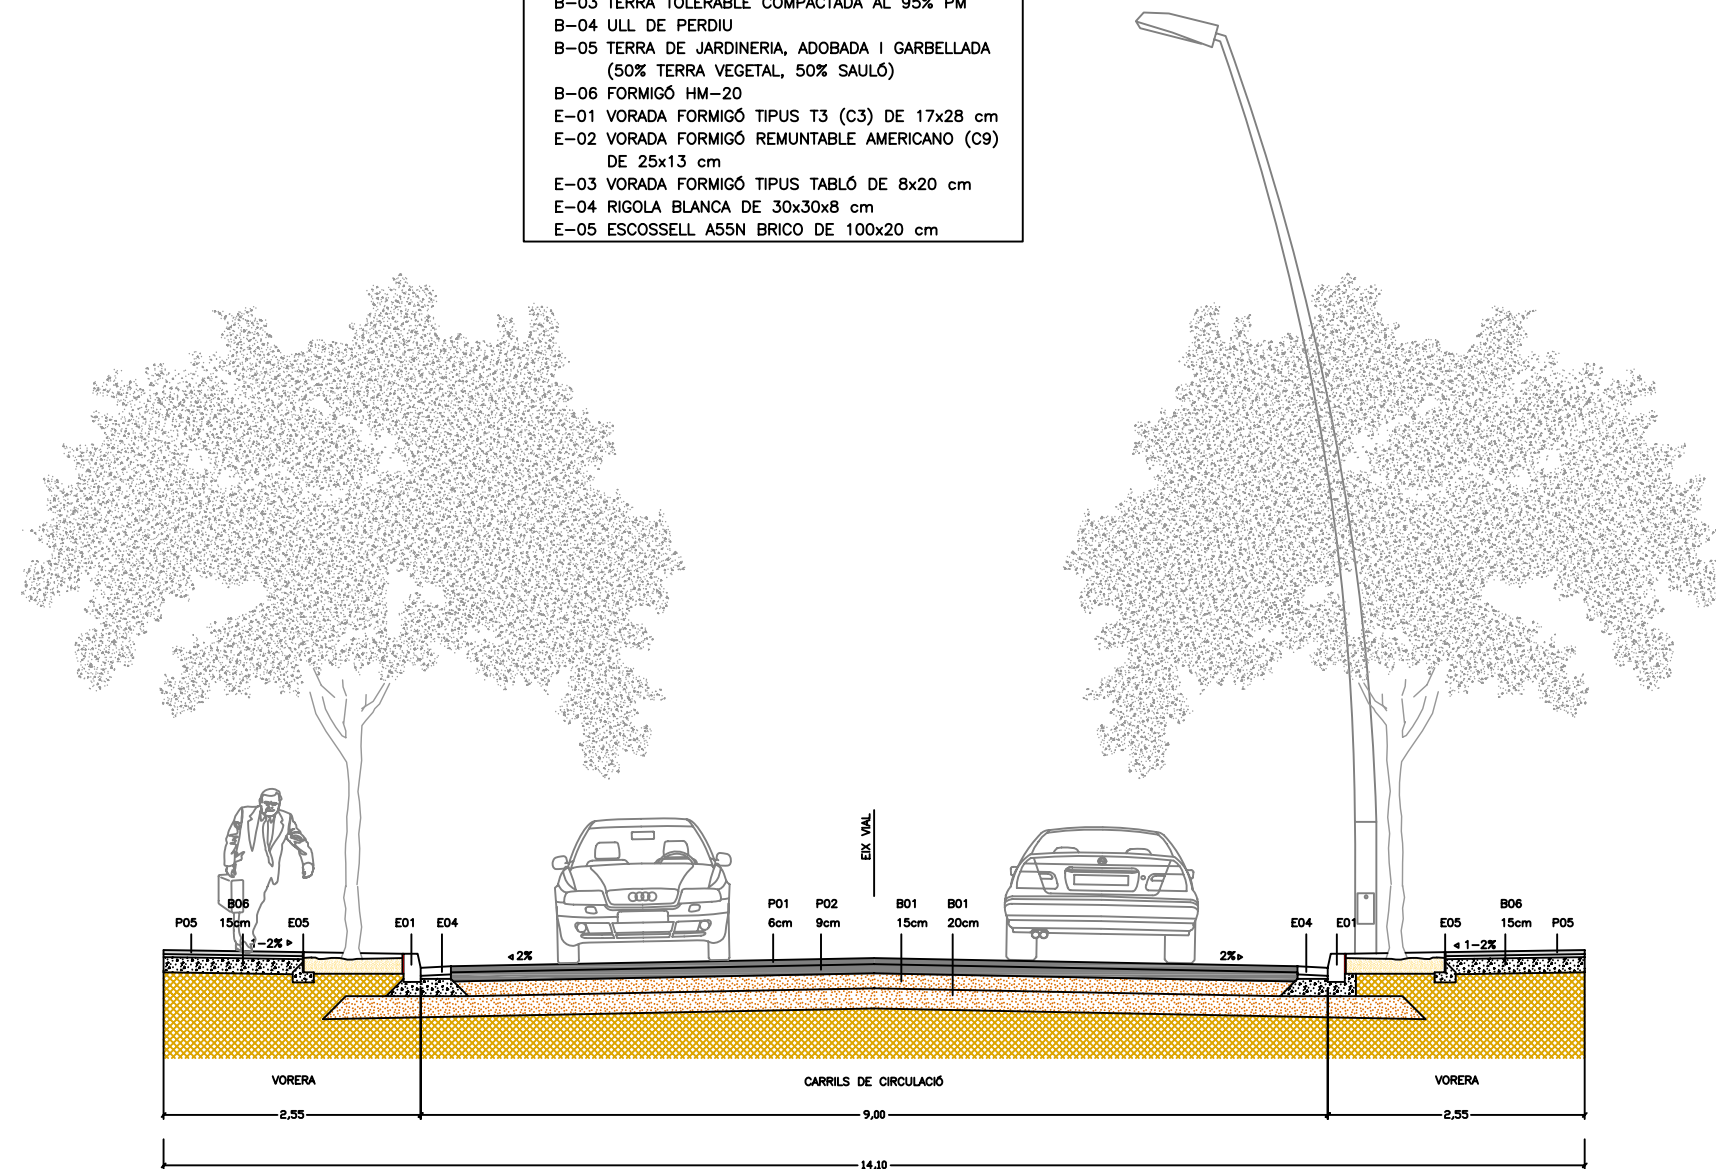 B-03 TERRA TOLERABLE COMPACTADA AL 95% PM
B-04 ULL DE PERDIU
B-05 TERRA DE JARDINERIA, ADOBADA I GARBELLADA
(50% TERRA VEGETAL, 50% SAULÓ)
B-06 FORMIGÓ HM-20
E-01 VORADA FORMIGÓ TIPUS T3 (C3) DE 17x28 cm
E-02 VORADA FORMIGÓ REMUNTABLE AMERICANO (C9)
DE 25x13 cm
E-03 VORADA FORMIGÓ TIPUS TABLÓ DE 8x20 cm
E-04 RIGOLA BLANCA DE 30x30x8 cm
E-05 ESCOSSELL A55N BRICO DE 100x20 cm
EIX VIAL
B06 P01 P02 B01 B01 B06
P05 15cm E05 E01 E04 6cm 9cm 15cm 20cm E04 E01 E05 15cm P05
1-2% 2% 2% 1-2%
VORERA CARRILS DE CIRCULACIÓ VORERA
2,55 9,00 2,55
14,10